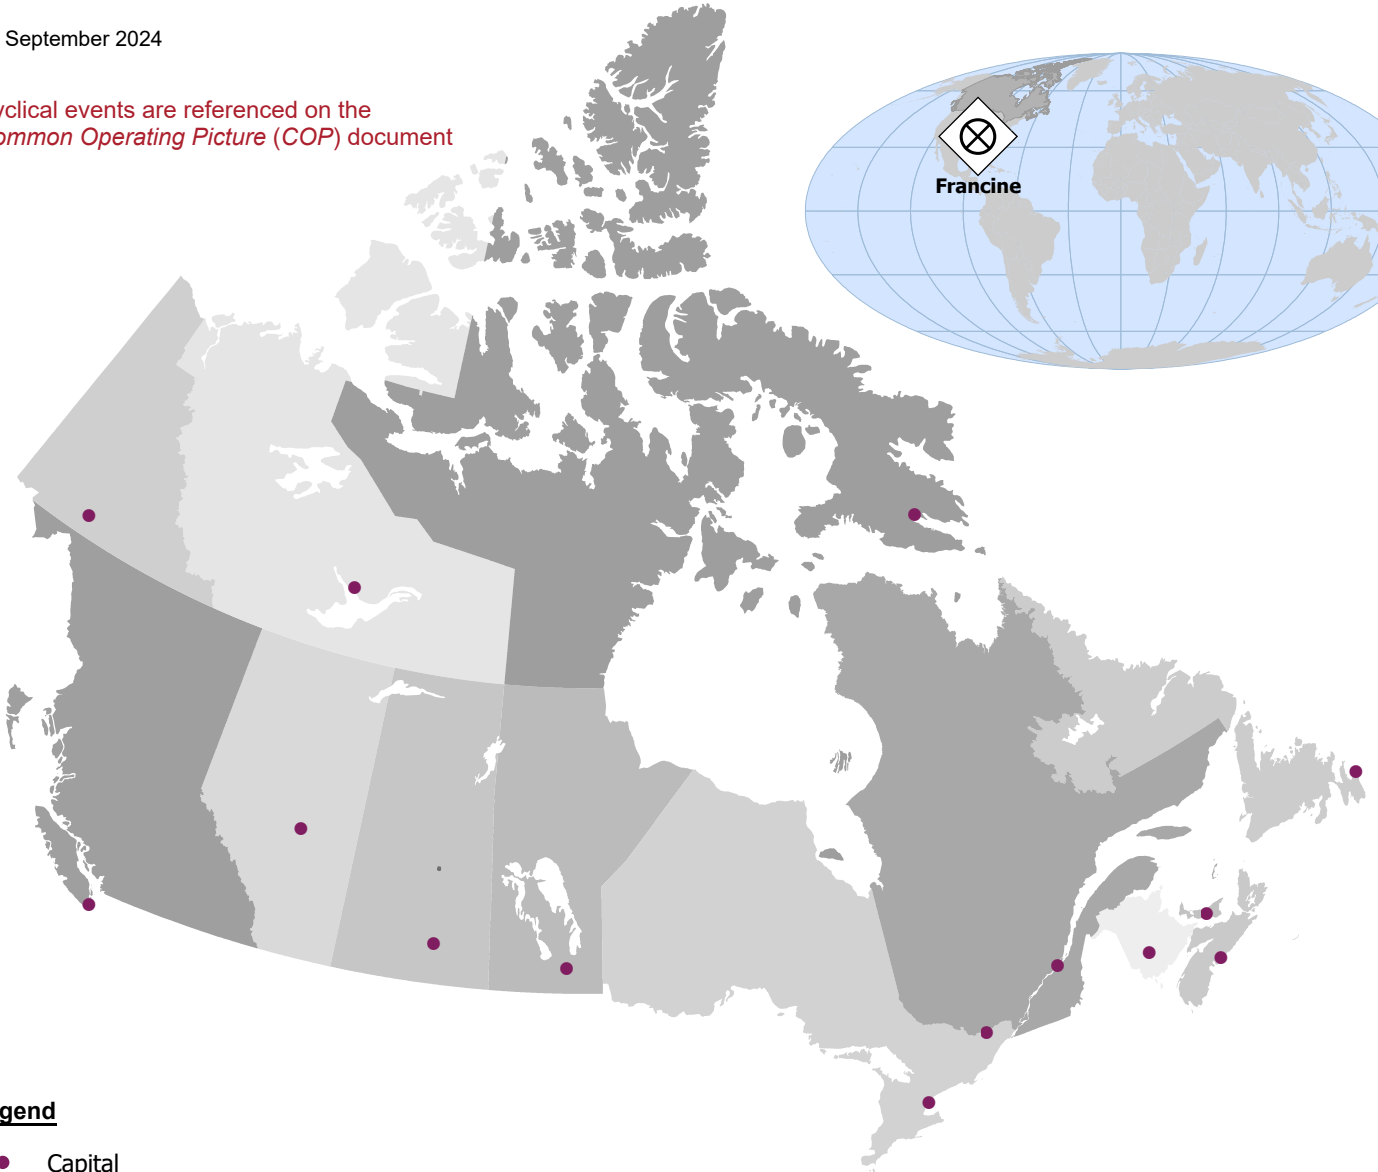 September 2024
yclical events are referenced on the
ommon Operating Picture (COP) document
Francine
gend
Capital